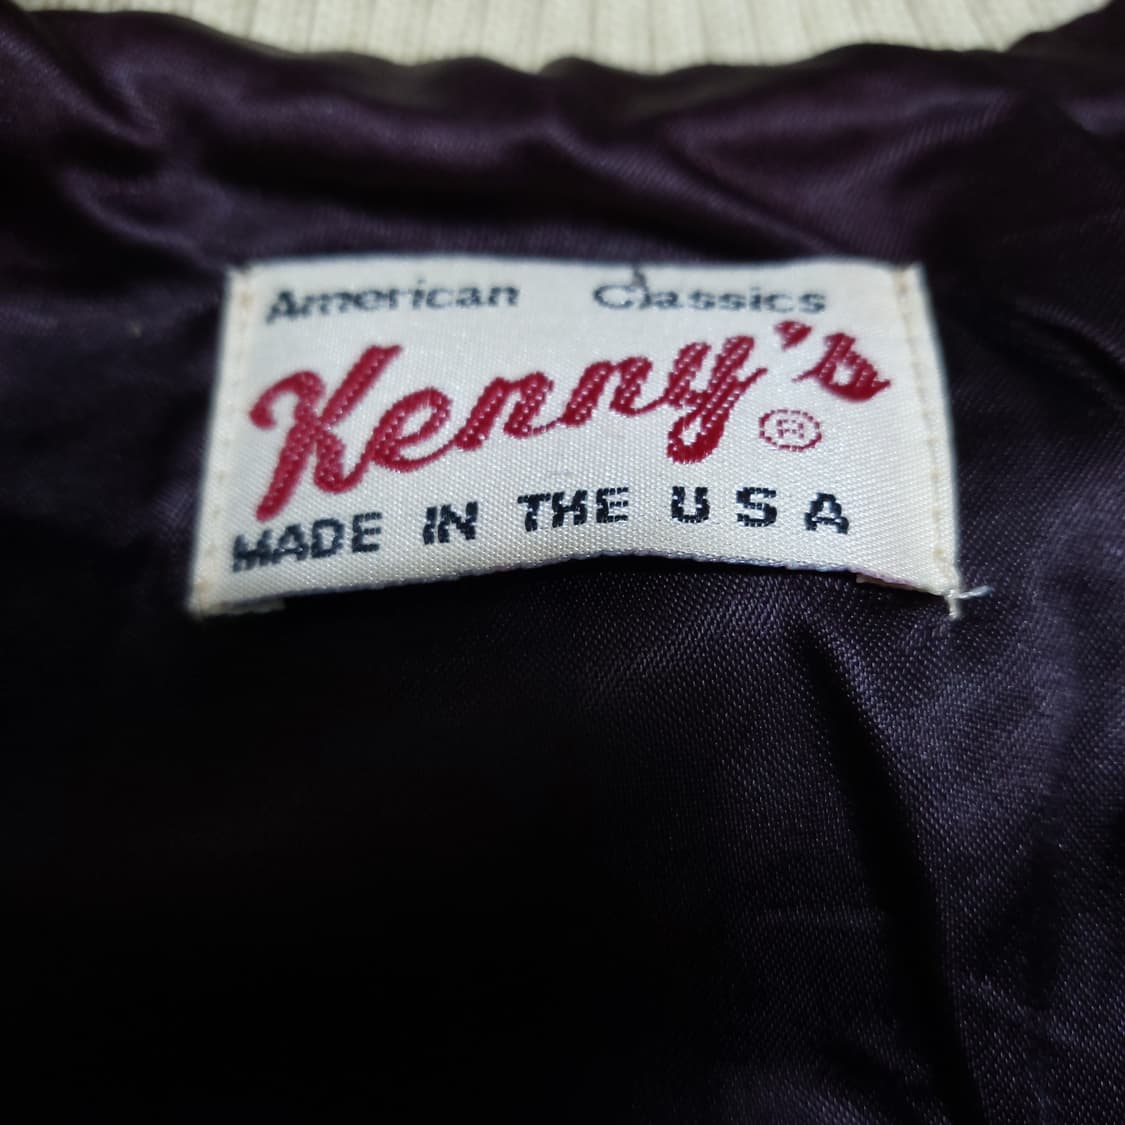 American Classics
Kenny's ®
MADE IN THE USA